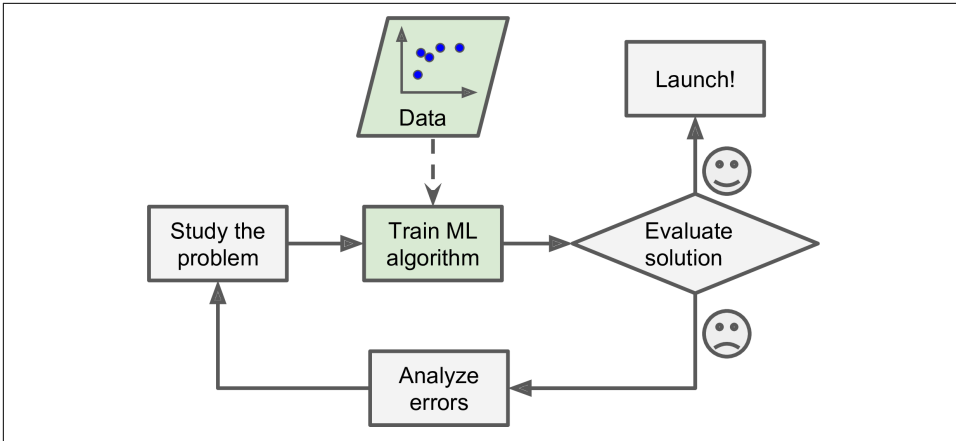 Data
Launch!
Study the
problem
Train ML
algorithm
Evaluate
solution
Analyze
errors